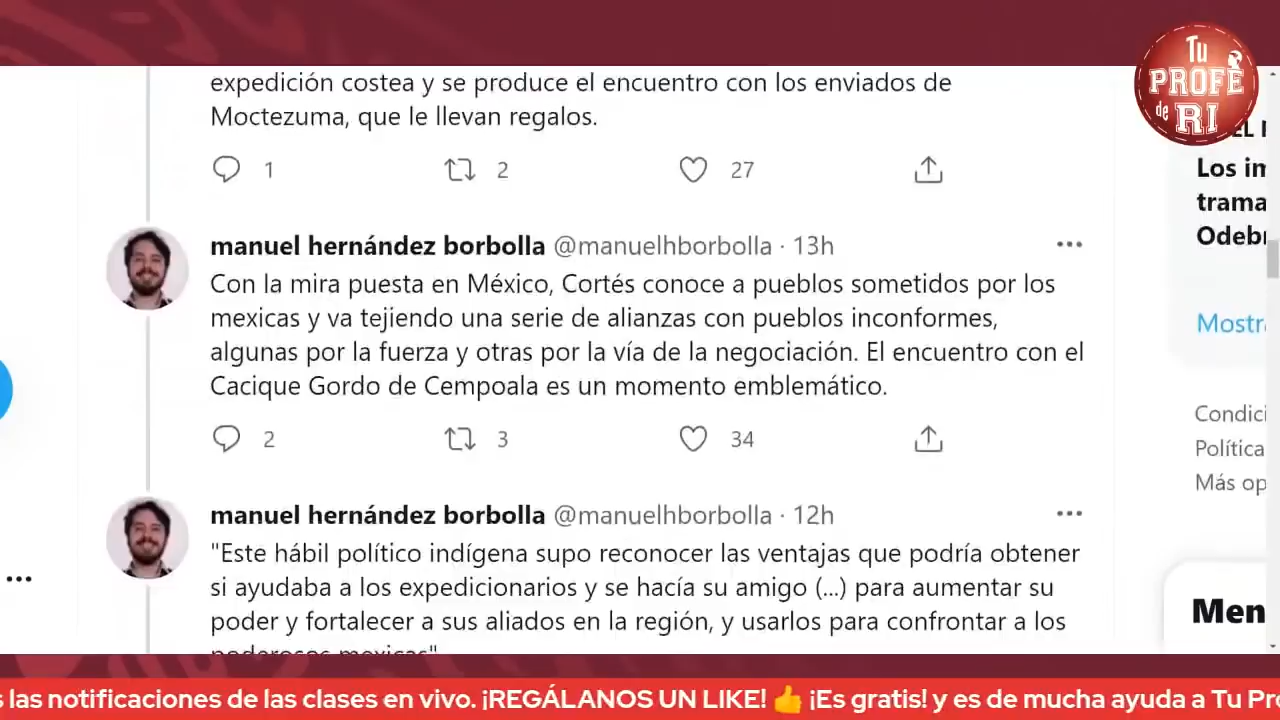 Tu
PROFE
de RI
expedición costea y se produce el encuentro con los enviados de
Moctezuma, que le llevan regalos.
1 2 27
Los
Mostr
manuel hernández borbolla @manuelhborbolla · 13h
Con la mira puesta en México, Cortés conoce a pueblos sometidos por los
mexicas y va tejiendo una serie de alianzas con pueblos inconformes,
algunas por la fuerza y otras por la vía de la negociación. El encuentro con el
Cacique Gordo de Cempoala es un momento emblemático.
2 3 34
Condici
Política
Más op
manuel hernández borbolla @manuelhborbolla · 12h
"Este hábil político indígena supo reconocer las ventajas que podría obtener
si ayudaba a los expedicionarios y se hacía su amigo (...) para aumentar su
poder y fortalecer a sus aliados en la región, y usarlos para confrontar a los
poderosos mexicas"
Men
s las notificaciones de las clases en vivo. ¡REGÁLANOS UN LIKE! 👍 ¡Es gratis! y es de mucha ayuda a Tu Pro